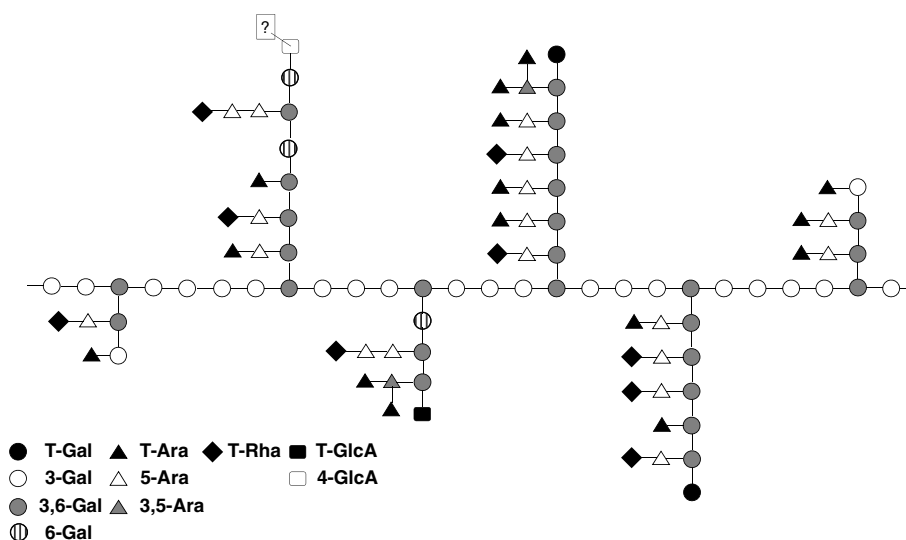 ?
T-Gal T-Ara T-Rha T-GlcA
3-Gal 5-Ara 4-GlcA
3,6-Gal 3,5-Ara
6-Gal